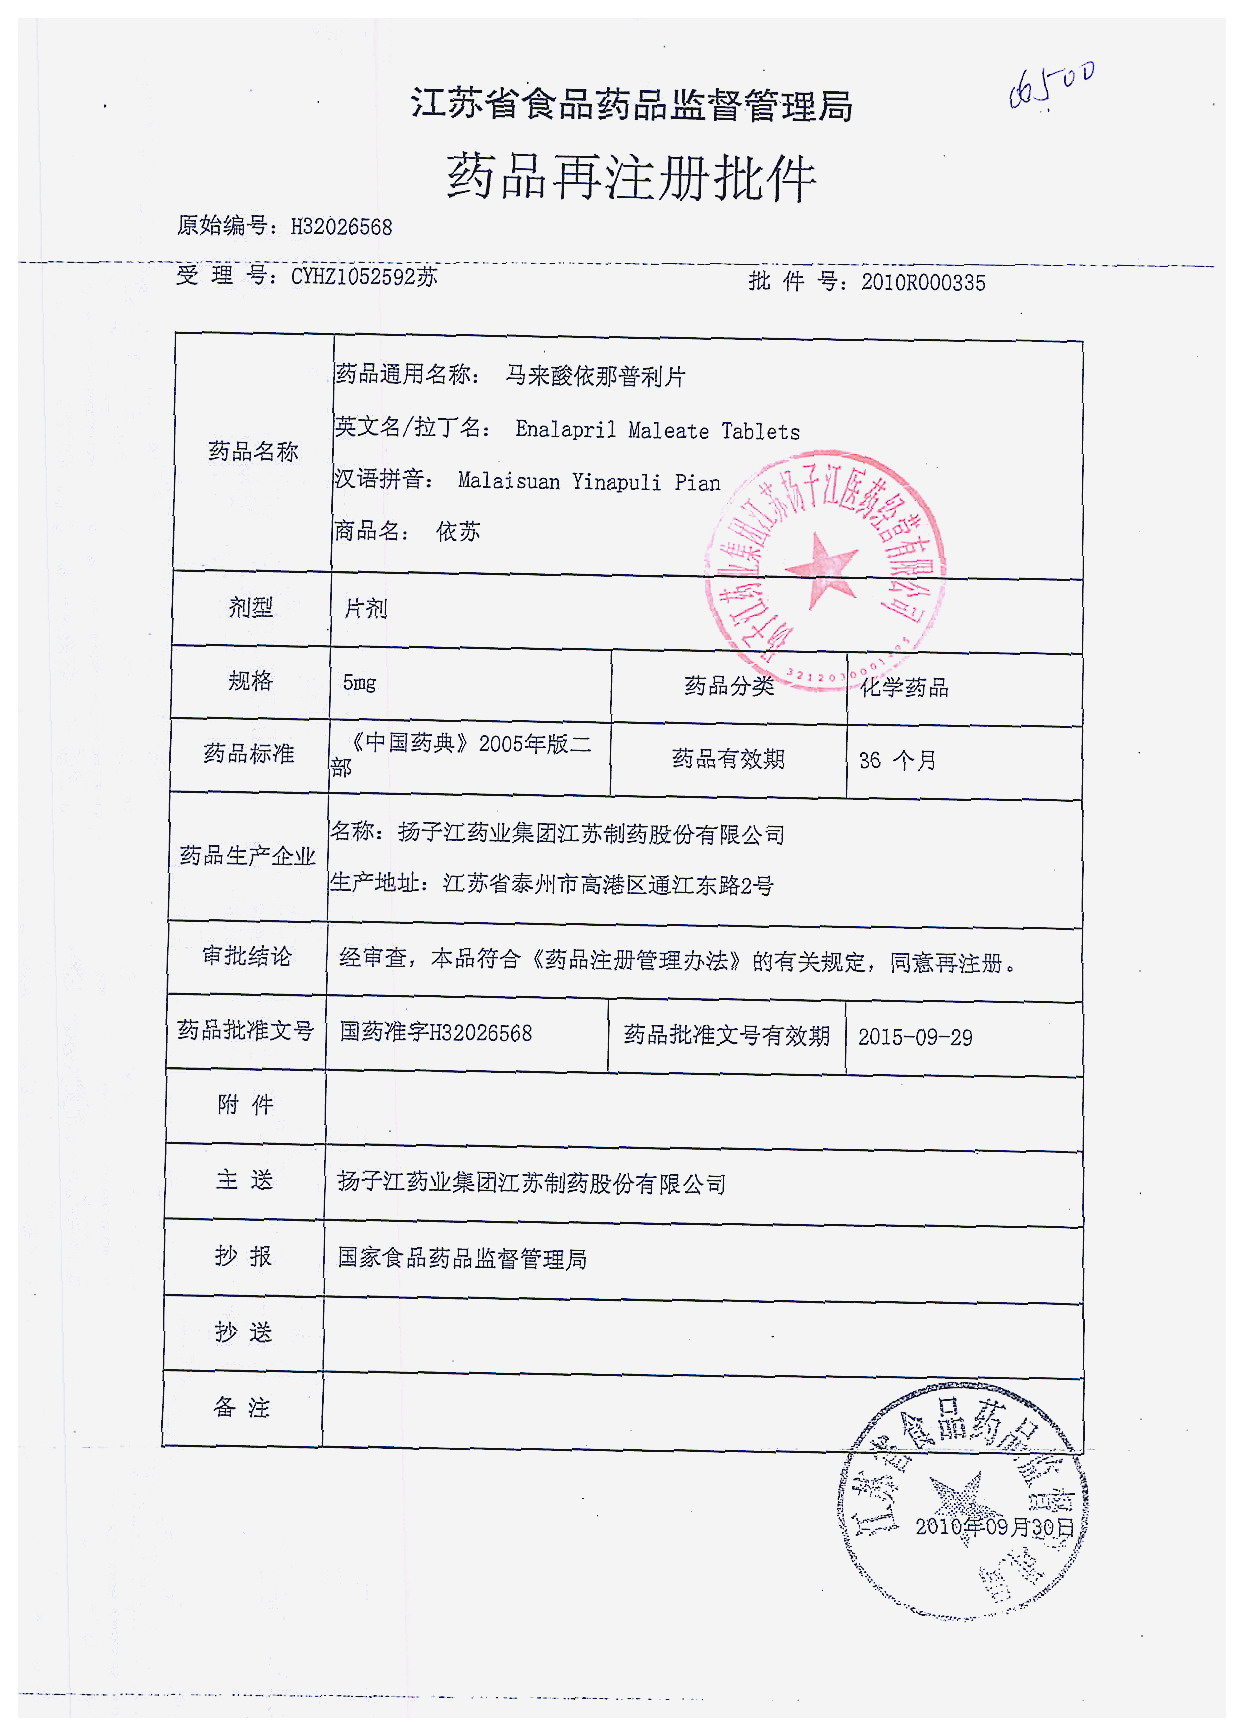 06500
江苏省食品药品监督管理局
药品再注册批件
原始编号：H32026568
受 理 号：CYHZ1052592苏
批 件 号：2010R000335
药品名称
药品通用名称： 马来酸依那普利片
英文名/拉丁名： Enalapril Maleate Tablets
汉语拼音： Malaisuan Yinapuli Pian
商品名： 依苏
扬子江药业集团江苏扬子江医药经营有限公司
剂型
片剂
规格
5mg
药品分类
化学药品
药品标准
《中国药典》2005年版二
部
药品有效期
36 个月
药品生产企业
名称：扬子江药业集团江苏制药股份有限公司
生产地址：江苏省泰州市高港区通江东路2号
审批结论
经审查，本品符合《药品注册管理办法》的有关规定，同意再注册。
药品批准文号
国药准字H32026568
药品批准文号有效期
2015-09-29
附 件
主 送
扬子江药业集团江苏制药股份有限公司
抄 报
国家食品药品监督管理局
抄 送
备 注
江苏省食品药品监督管理局
2010年09月30日